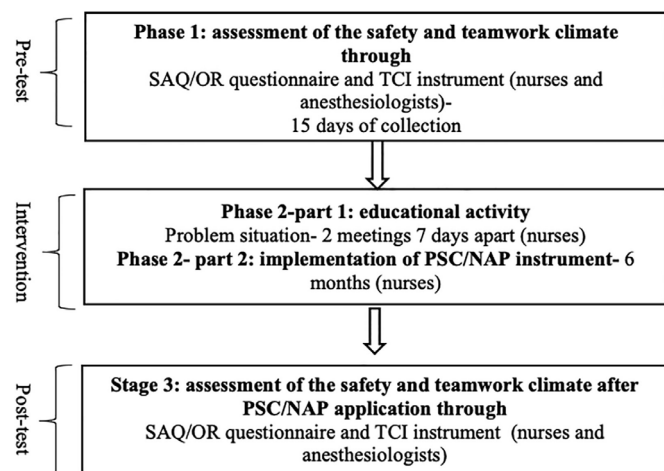 Pre-test
Phase 1: assessment of the safety and teamwork climate
through
SAQ/OR questionnaire and TCI instrument (nurses and
anesthesiologists)-
15 days of collection
Intervention
Phase 2-part 1: educational activity
Problem situation- 2 meetings 7 days apart (nurses)
Phase 2- part 2: implementation of PSC/NAP instrument- 6
months (nurses)
Post-test
Stage 3: assessment of the safety and teamwork climate after
PSC/NAP application through
SAQ/OR questionnaire and TCI instrument (nurses and
anesthesiologists)